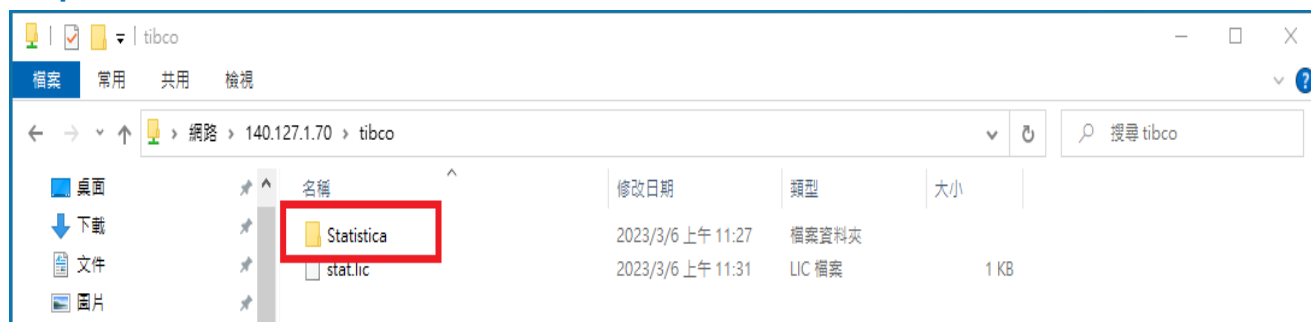 tibco
檔案 常用 共用 檢視
網路 › 140.127.1.70 › tibco 搜尋 tibco
名稱 修改日期 類型 大小
桌面
Statistica 2023/3/6 上午 11:27 檔案資料夾
下載
stat.lic 2023/3/6 上午 11:31 LIC 檔案 1 KB
文件
圖片